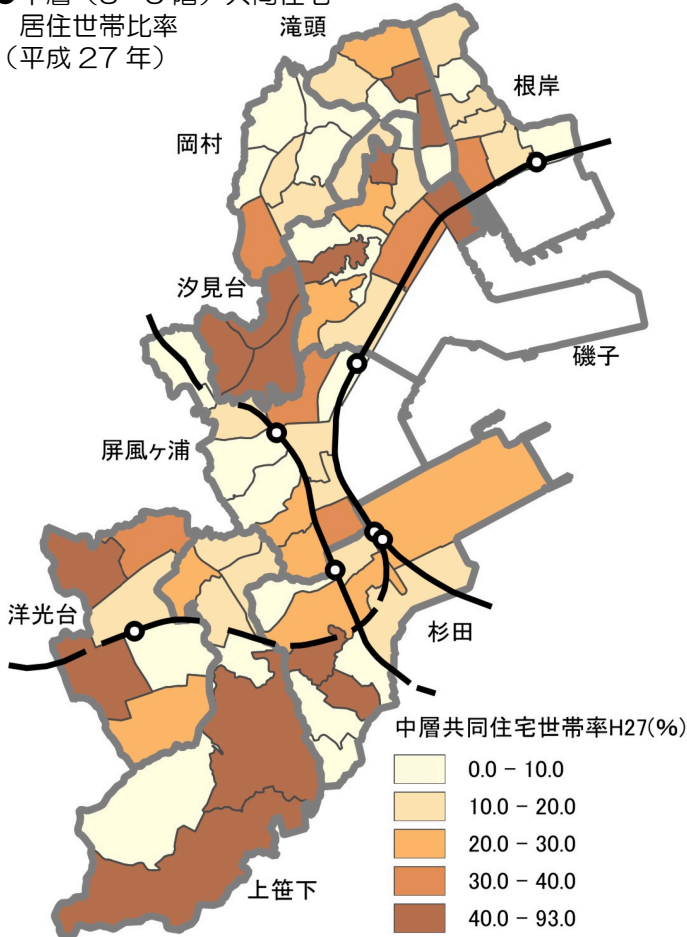 居住世帯比率
（平成 27 年）
滝頭
根岸
岡村
汐見台
磯子
屏風ヶ浦
洋光台
杉田
上笹下
中層共同住宅世帯率H27(%)
0.0 − 10.0
10.0 − 20.0
20.0 − 30.0
30.0 − 40.0
40.0 − 93.0